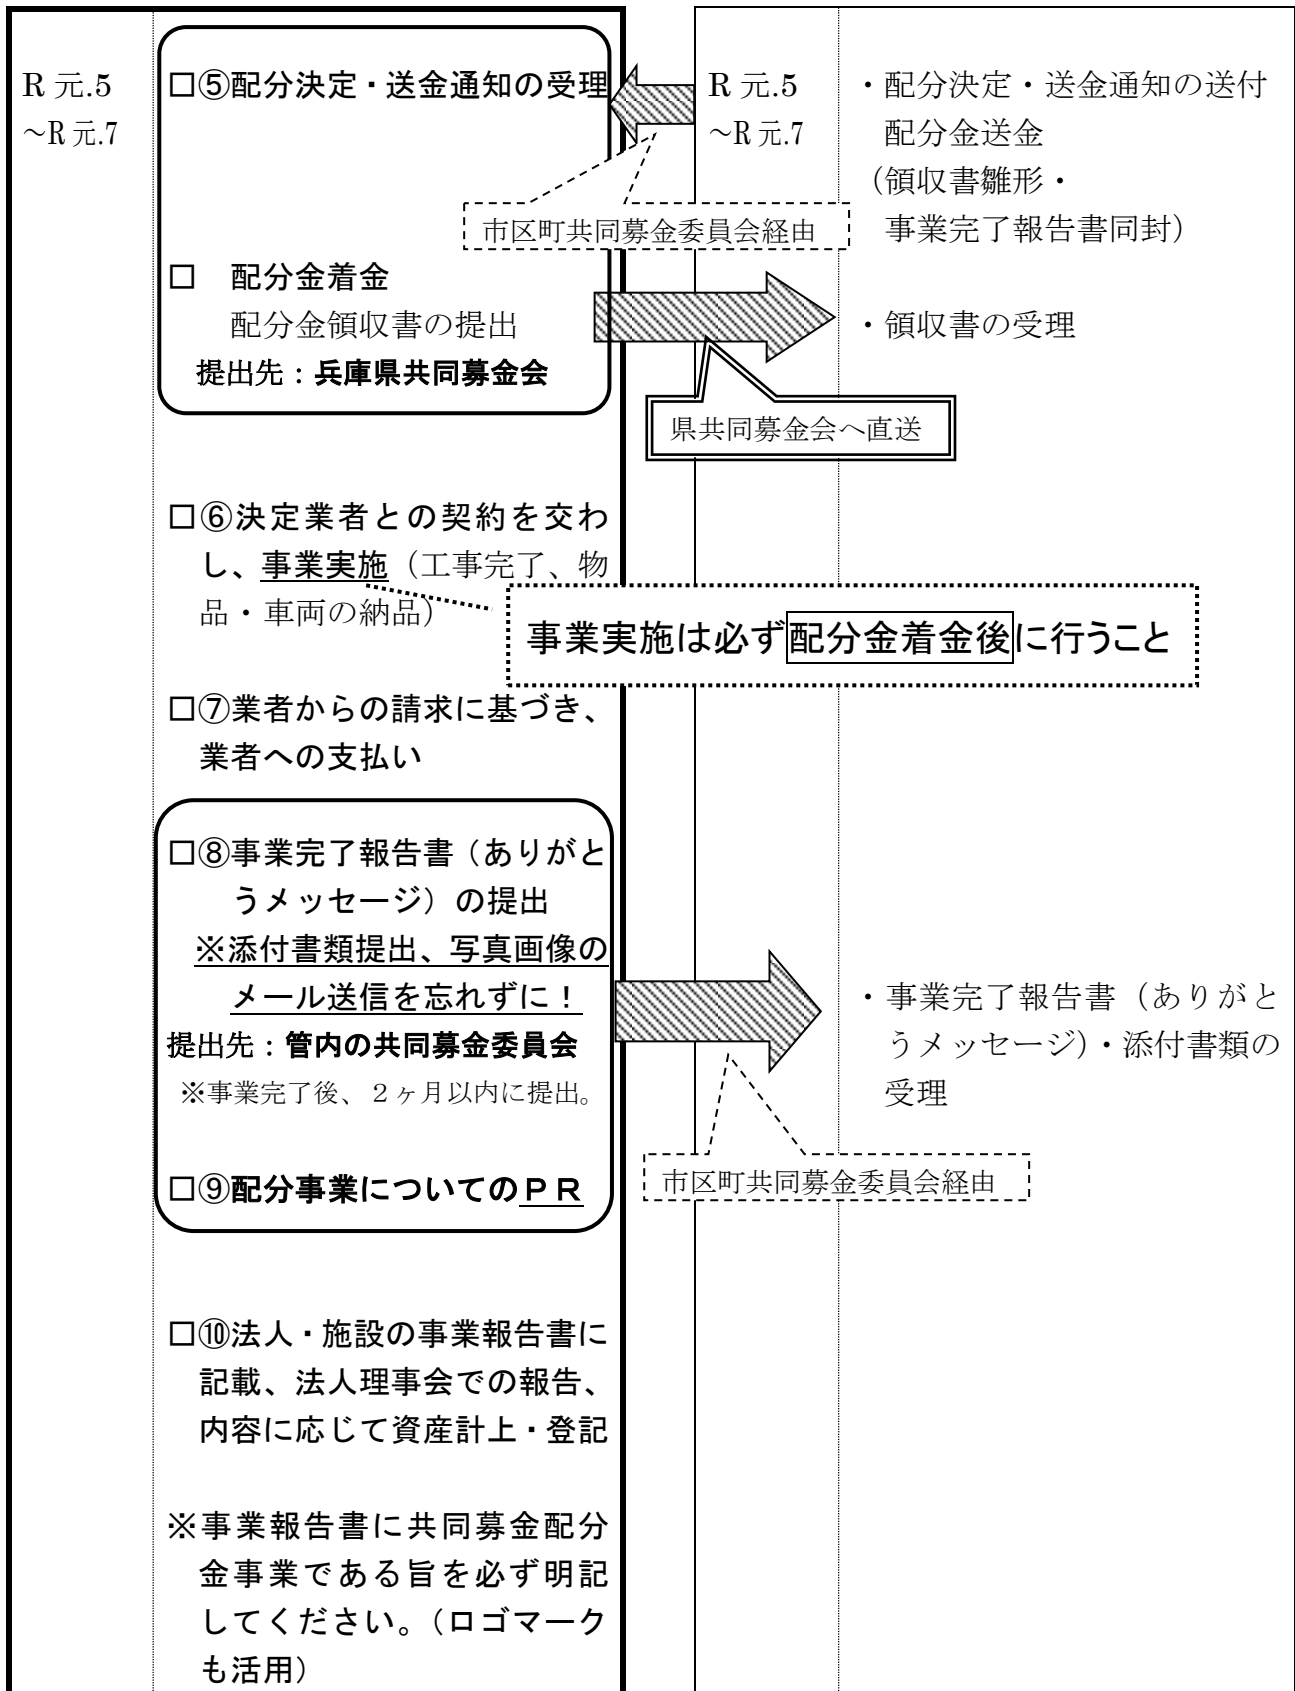 R 元.5
～R 元.7
□⑤配分決定・送金通知の受理
R 元.5
～R 元.7
・配分決定・送金通知の送付
配分金送金
（領収書雛形・
事業完了報告書同封）
市区町共同募金委員会経由
□　配分金着金
配分金領収書の提出
提出先：兵庫県共同募金会
・領収書の受理
県共同募金会へ直送
□⑥決定業者との契約を交わ
し、事業実施（工事完了、物
品・車両の納品）
事業実施は必ず配分金着金後に行うこと
□⑦業者からの請求に基づき、
業者への支払い
□⑧事業完了報告書（ありがと
うメッセージ）の提出
※添付書類提出、写真画像の
メール送信を忘れずに！
提出先：管内の共同募金委員会
※事業完了後、２ヶ月以内に提出。
・事業完了報告書（ありがと
うメッセージ）・添付書類の
受理
市区町共同募金委員会経由
□⑨配分事業についてのＰＲ
□⑩法人・施設の事業報告書に
記載、法人理事会での報告、
内容に応じて資産計上・登記
※事業報告書に共同募金配分
金事業である旨を必ず明記
してください。（ロゴマーク
も活用）